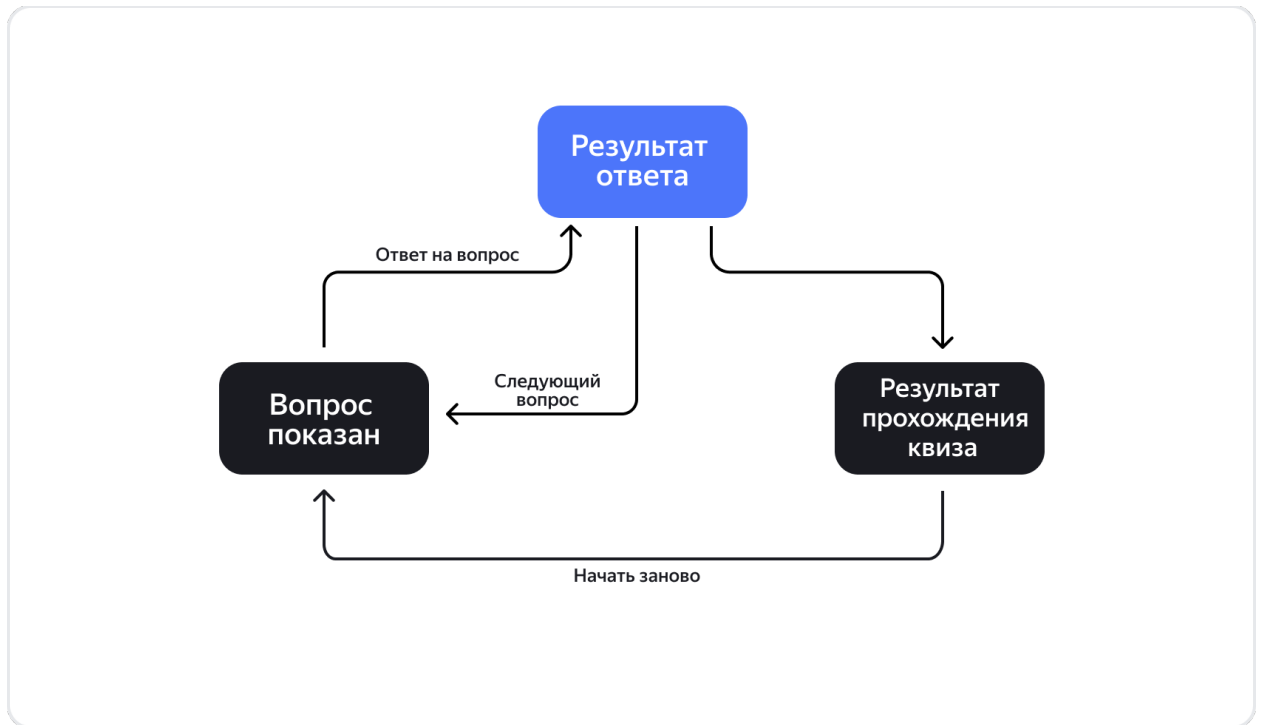 Результат
ответа
Ответ на вопрос
Следующий
вопрос
Вопрос
показан
Результат
прохождения
квиза
Начать заново